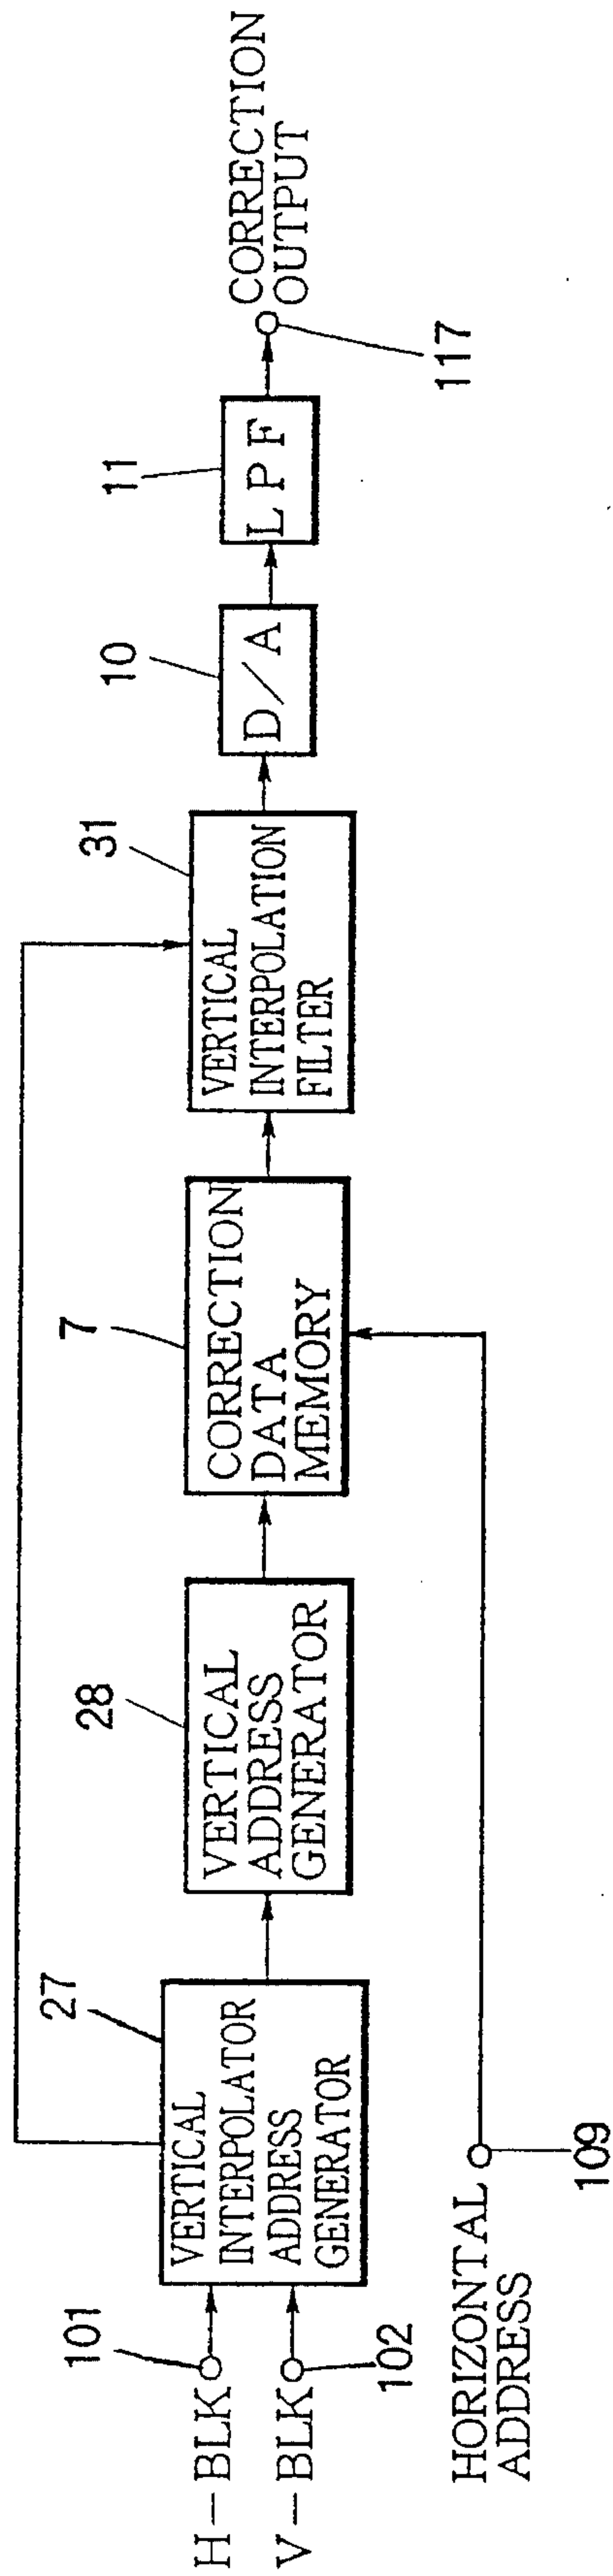 H-BLK
101
V-BLK
102
27
VERTICAL
INTERPOLATOR
ADDRESS
GENERATOR
28
VERTICAL
ADDRESS
GENERATOR
7
CORRECTION
DATA
MEMORY
31
VERTICAL
INTERPOLATION
FILTER
10
D/A
11
LPF
CORRECTION
OUTPUT
117
HORIZONTAL
ADDRESS
109